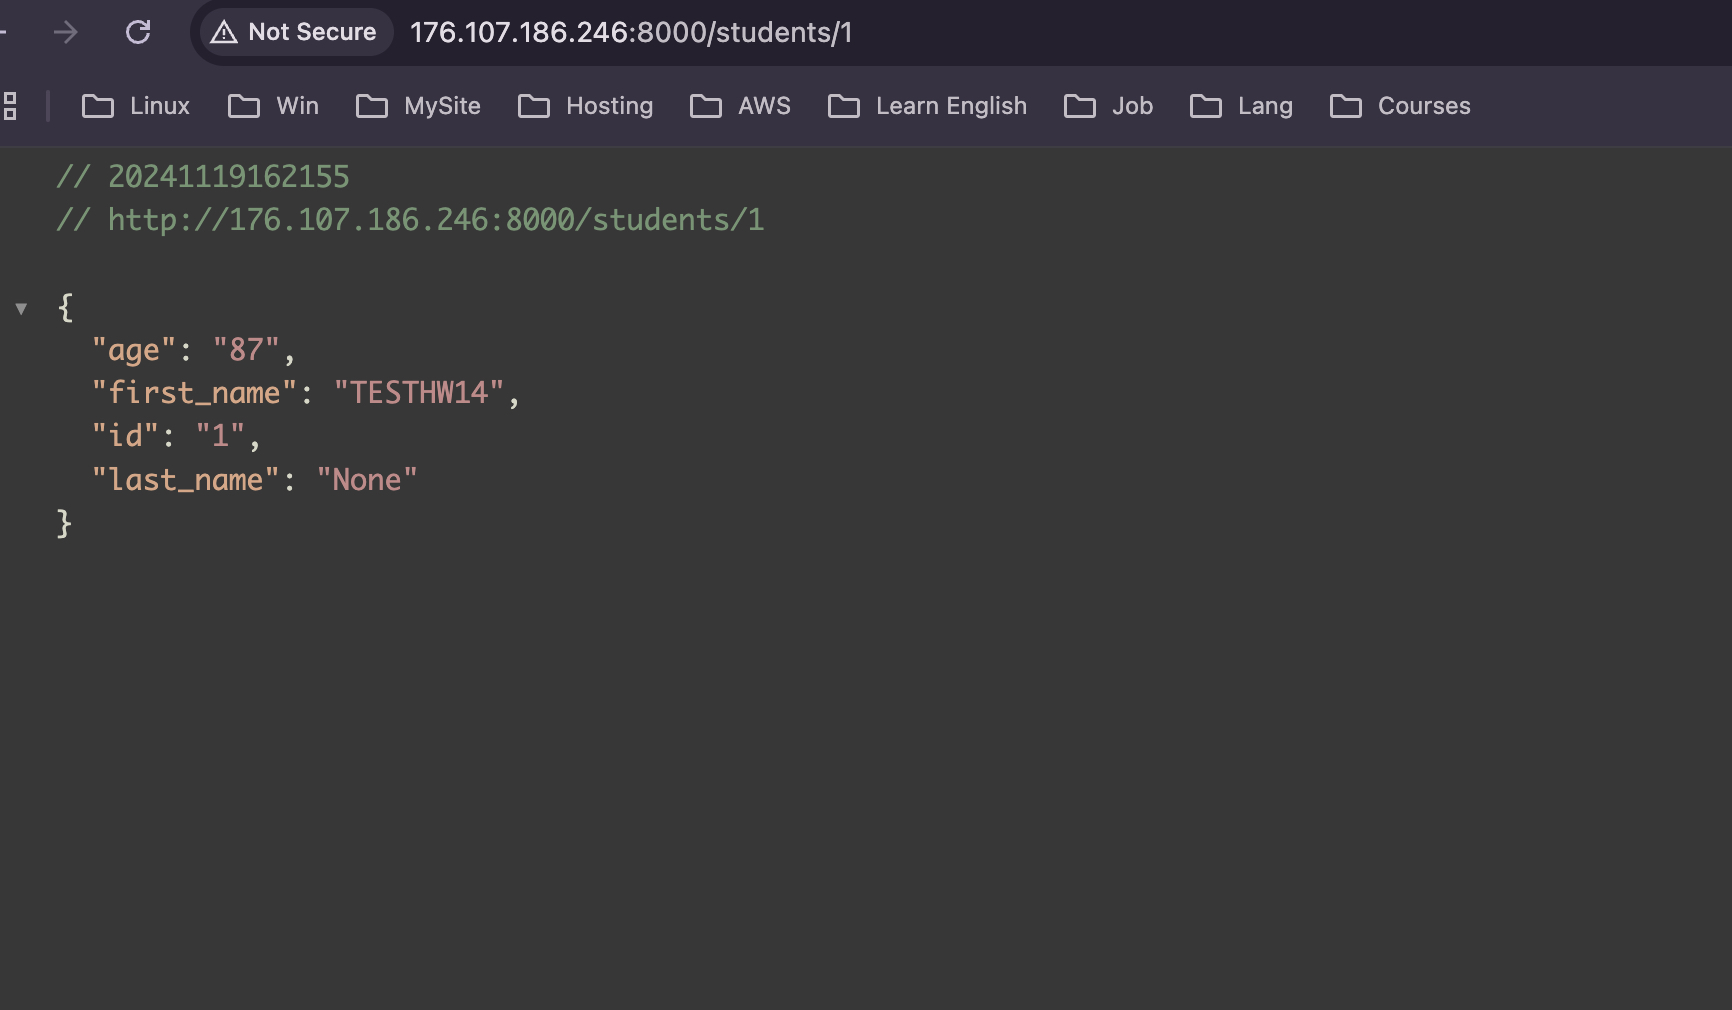 Not Secure 176.107.186.246:8000/students/1
Linux Win MySite Hosting AWS Learn English Job Lang Courses
// 20241119162155
// http://176.107.186.246:8000/students/1
{
"age": "87",
"first_name": "TESTHW14",
"id": "1",
"last_name": "None"
}